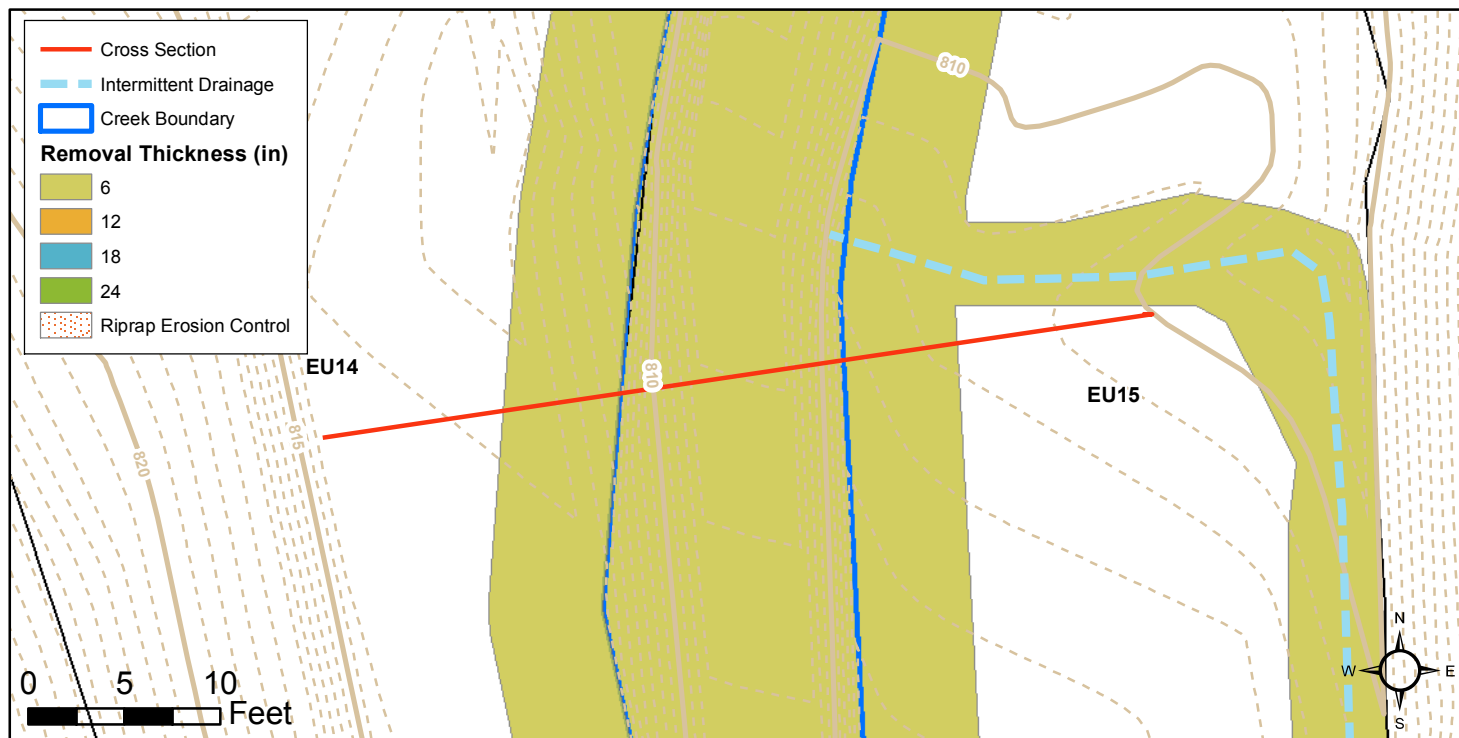 Cross Section
Intermittent Drainage
Creek Boundary
Removal Thickness (in)
6
12
18
24
Riprap Erosion Control
810
810
EU14
EU15
815
820
0 5 10
Feet
N
W E
S